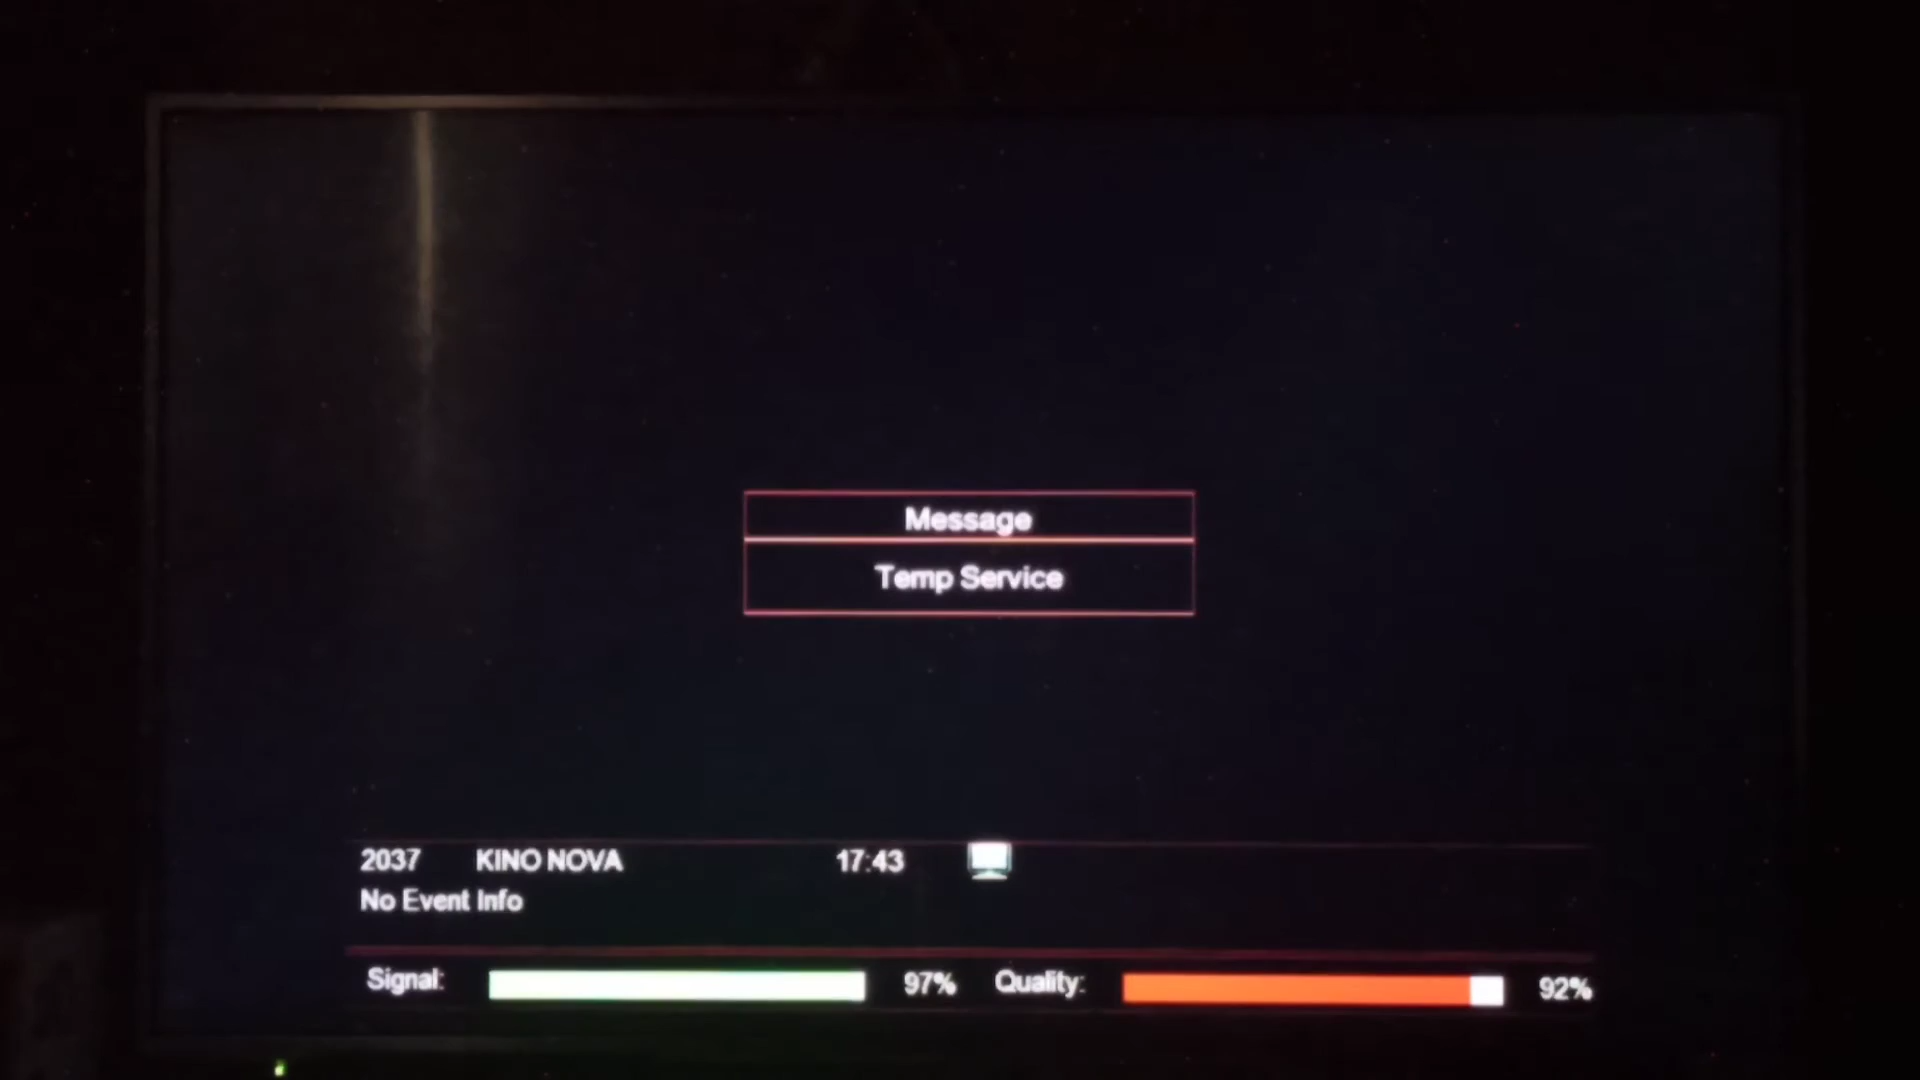 Message
Temp Service
2037 KINO NOVA 17:43
No Event Info
Signal: 97% Quality: 92%